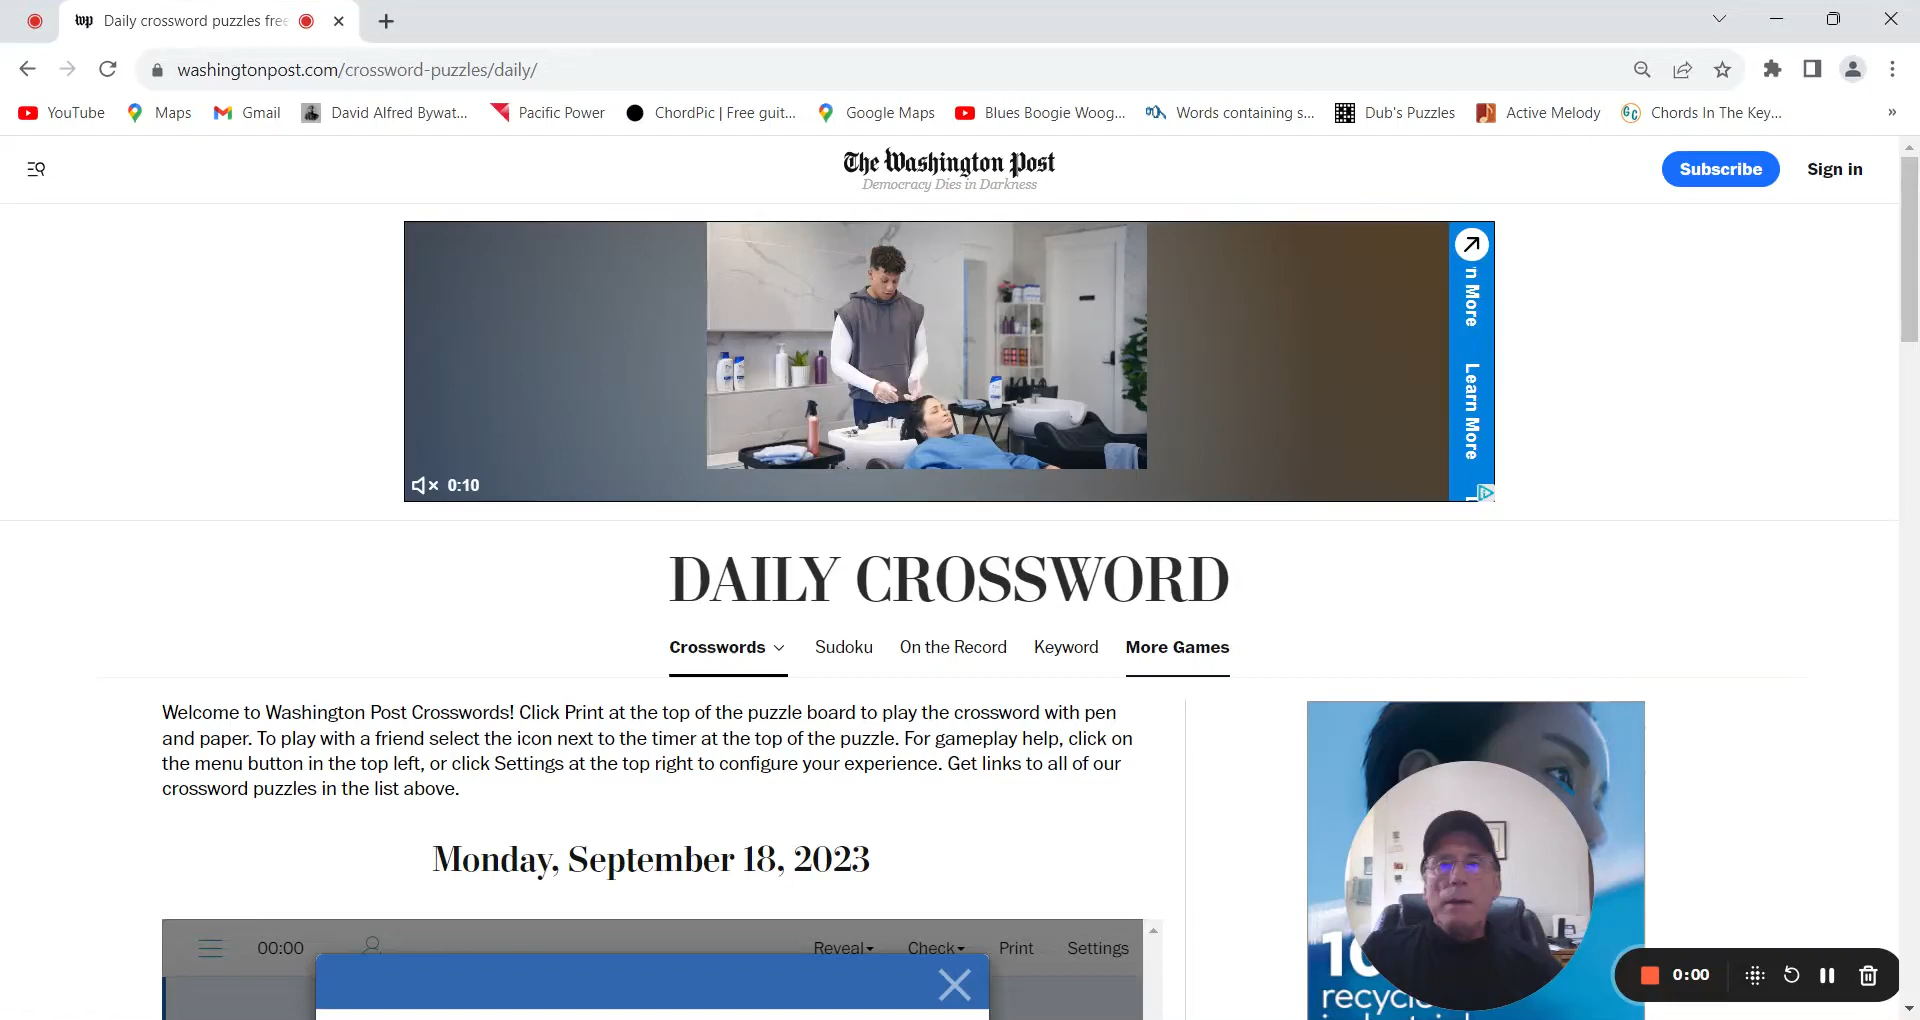 Daily crossword puzzles free
washingtonpost.com/crossword-puzzles/daily/
YouTube Maps Gmail David Alfred Bywat... Pacific Power ChordPic | Free guit... Google Maps Blues Boogie Woog... Words containing s... Dub's Puzzles Active Melody Chords In The Key... »
The Washington Post
Democracy Dies in Darkness
Subscribe Sign in
n More
Learn More
0:10
DAILY CROSSWORD
Crosswords Sudoku On the Record Keyword More Games
Welcome to Washington Post Crosswords! Click Print at the top of the puzzle board to play the crossword with pen
and paper. To play with a friend select the icon next to the timer at the top of the puzzle. For gameplay help, click on
the menu button in the top left, or click Settings at the top right to configure your experience. Get links to all of our
crossword puzzles in the list above.
Monday, September 18, 2023
00:00 Reveal Check Print Settings
0:00